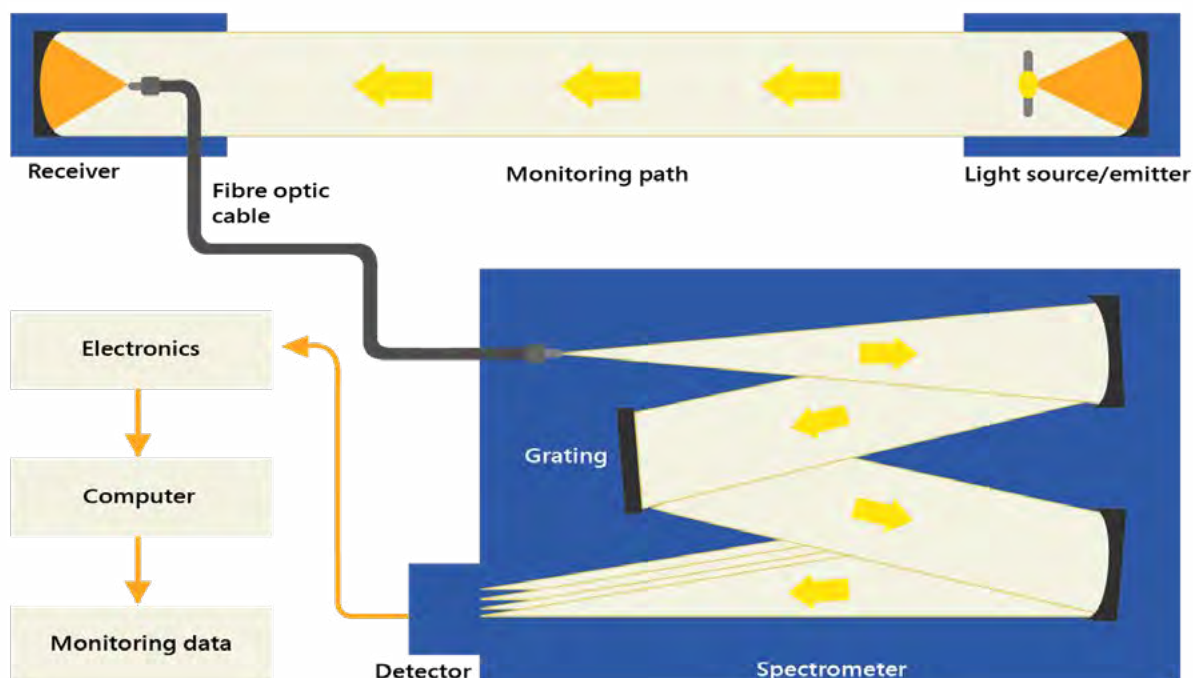 Receiver
Monitoring path
Light source/emitter
Fibre optic
cable
Electronics
Grating
Computer
Monitoring data
Detector
Spectrometer